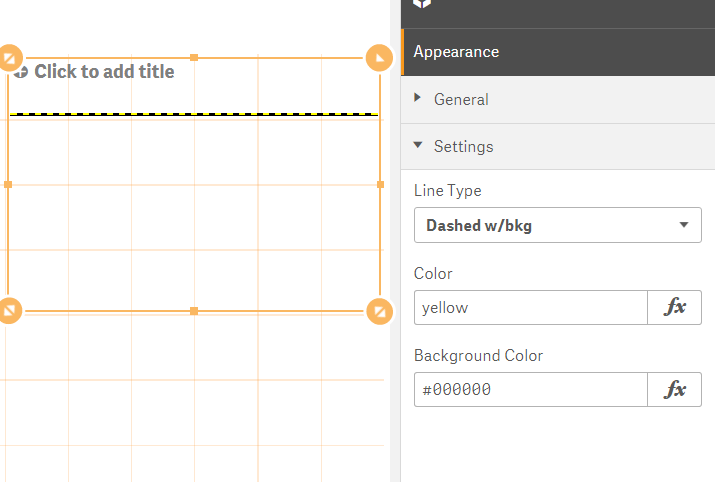 Click to add title
Appearance
General
Settings
Line Type
Dashed w/bkg
Color
yellow
fx
Background Color
#000000
fx